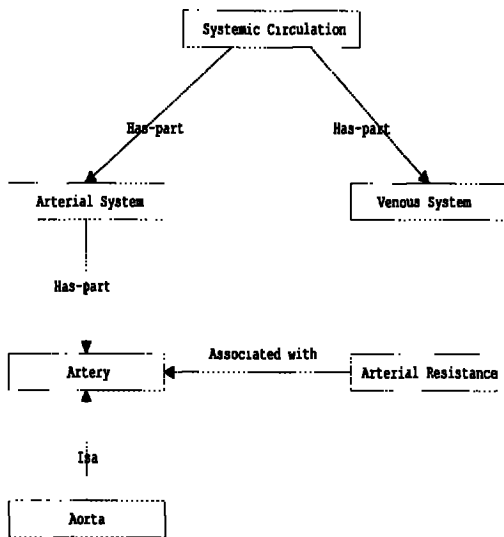 Systemic Circulation
Has-part
Has-part
Arterial System
Venous System
Has-part
Associated with
Artery
Arterial Resistance
Isa
Aorta